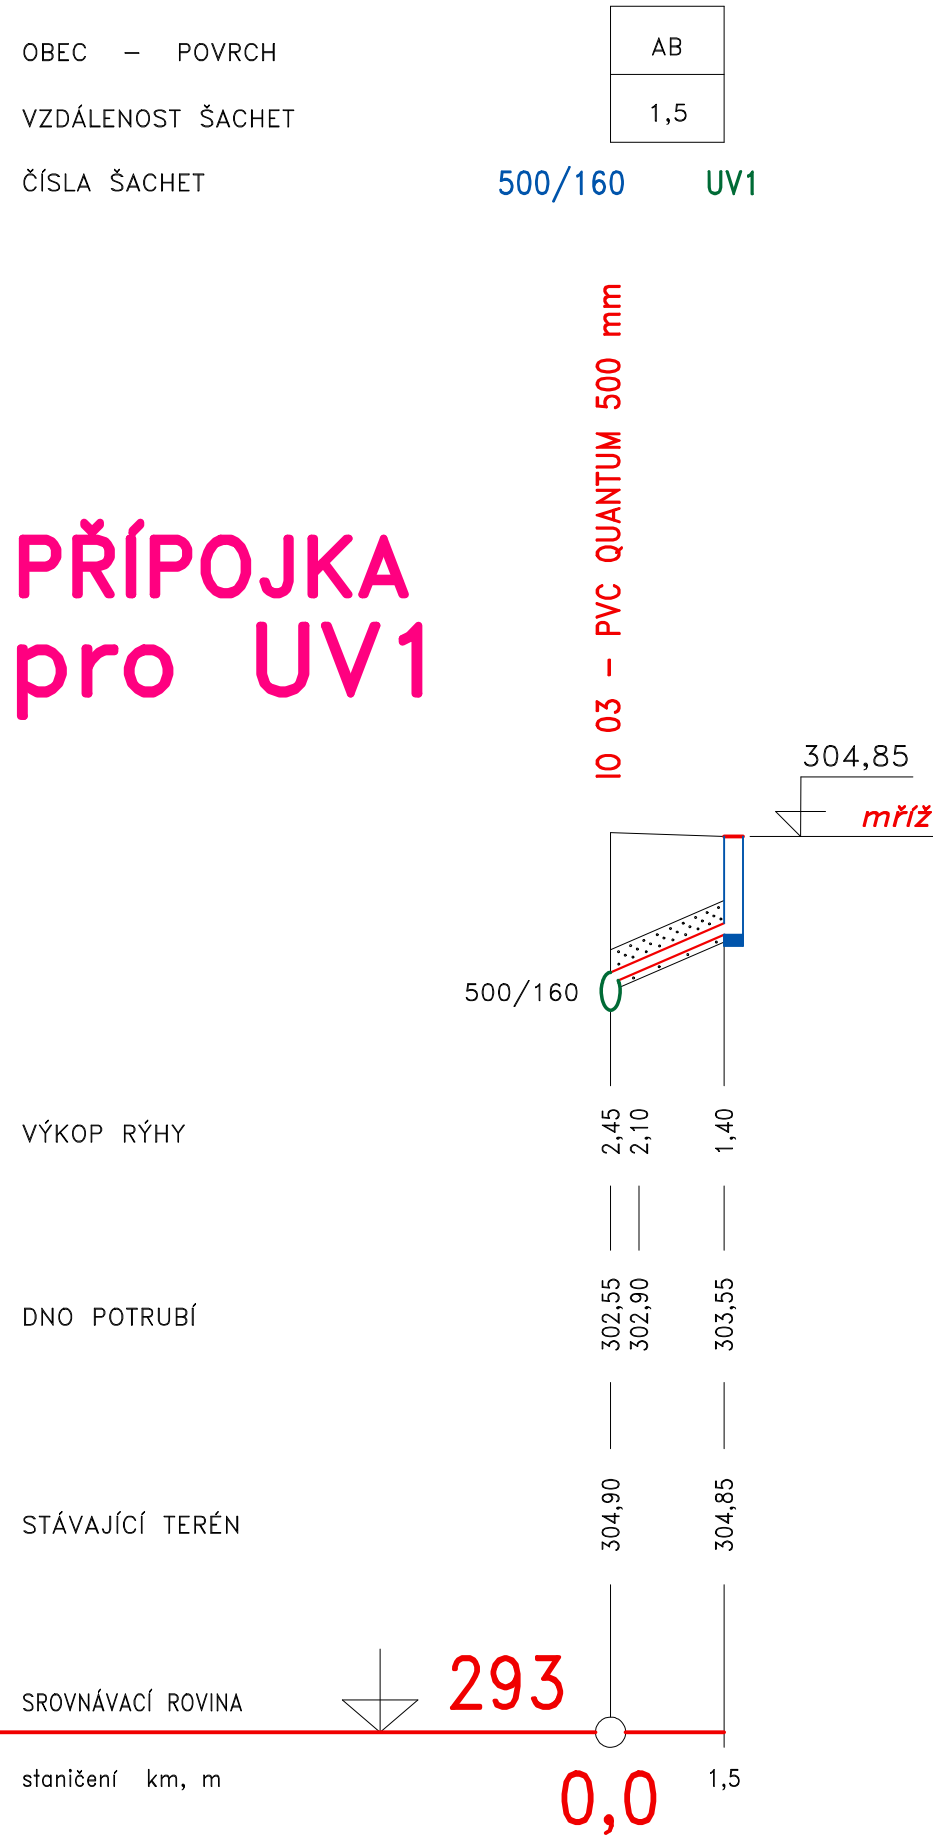 OBEC – POVRCH AB
VZDÁLENOST ŠACHET 1,5
ČÍSLA ŠACHET 500/160 UV1
IO 03 – PVC QUANTUM 500 mm
PŘÍPOJKA
pro UV1
304,85
mříž
500/160
VÝKOP RÝHY 2,45 2,10 1,40
DNO POTRUBÍ 302,55 302,90 303,55
STÁVAJÍCÍ TERÉN 304,90 304,85
SROVNÁVACÍ ROVINA 293
staničení km, m 0,0 1,5